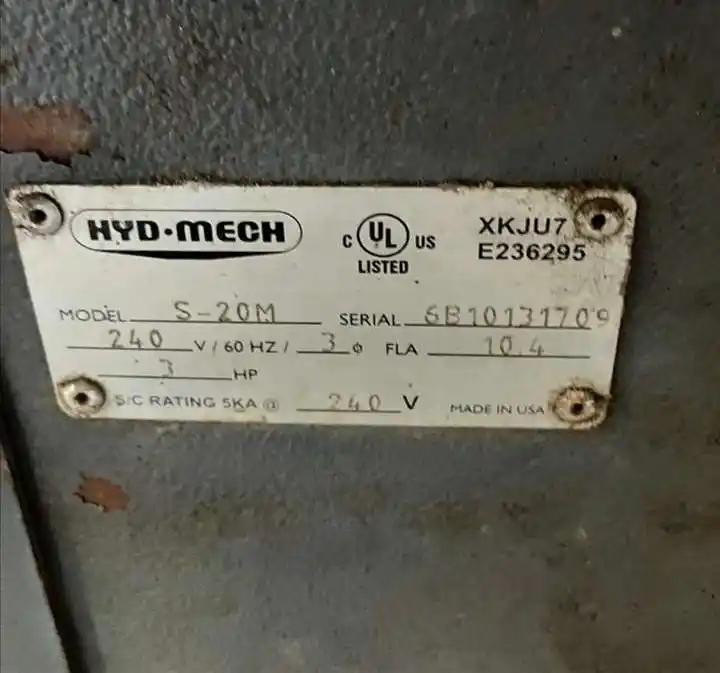 HYD·MECH
C UL US
LISTED
XKJU7
E236295
MODEL S-20M SERIAL 6B10131709
240 V / 60 HZ / 3 ϕ FLA 10.4
3 HP
S/C RATING 5KA @ 240 V MADE IN USA